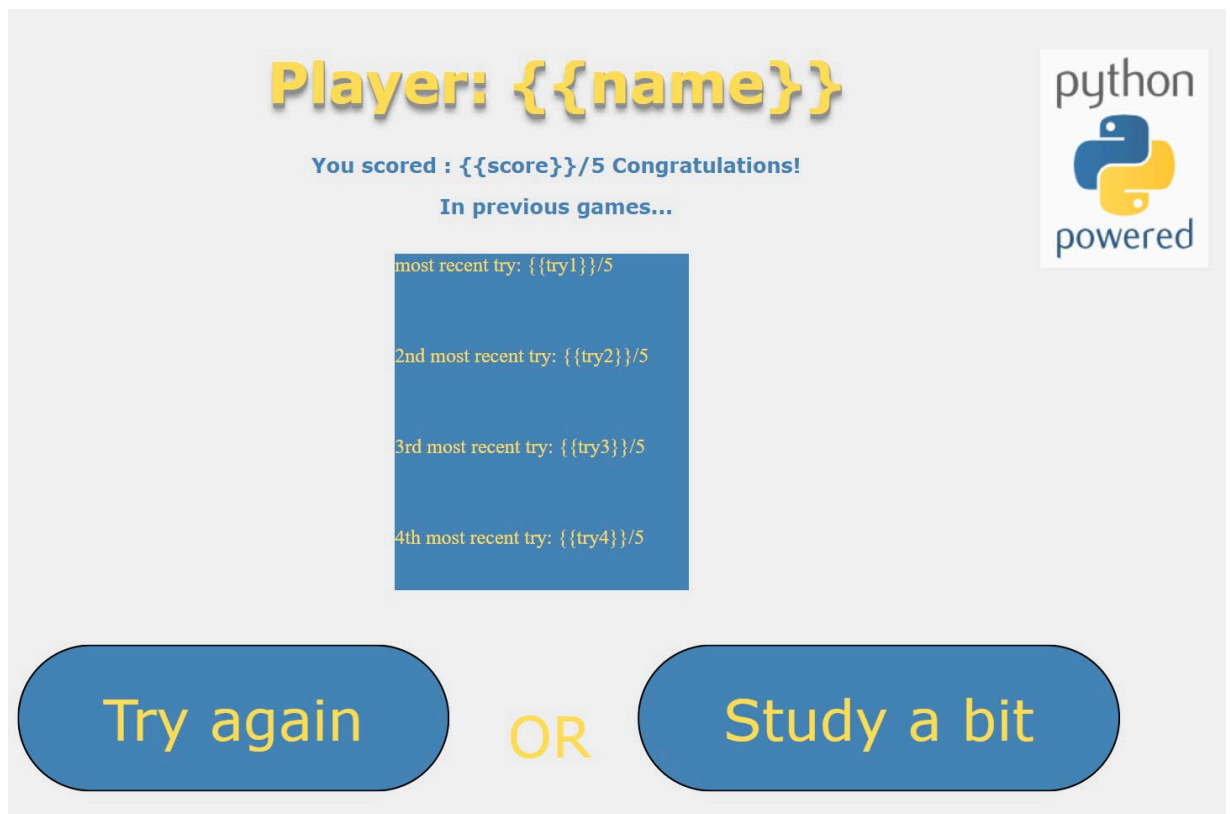 Player: {{name}}
python
powered
You scored : {{score}}/5 Congratulations!
In previous games...
most recent try: {{try1}}/5
2nd most recent try: {{try2}}/5
3rd most recent try: {{try3}}/5
4th most recent try: {{try4}}/5
Try again
OR
Study a bit